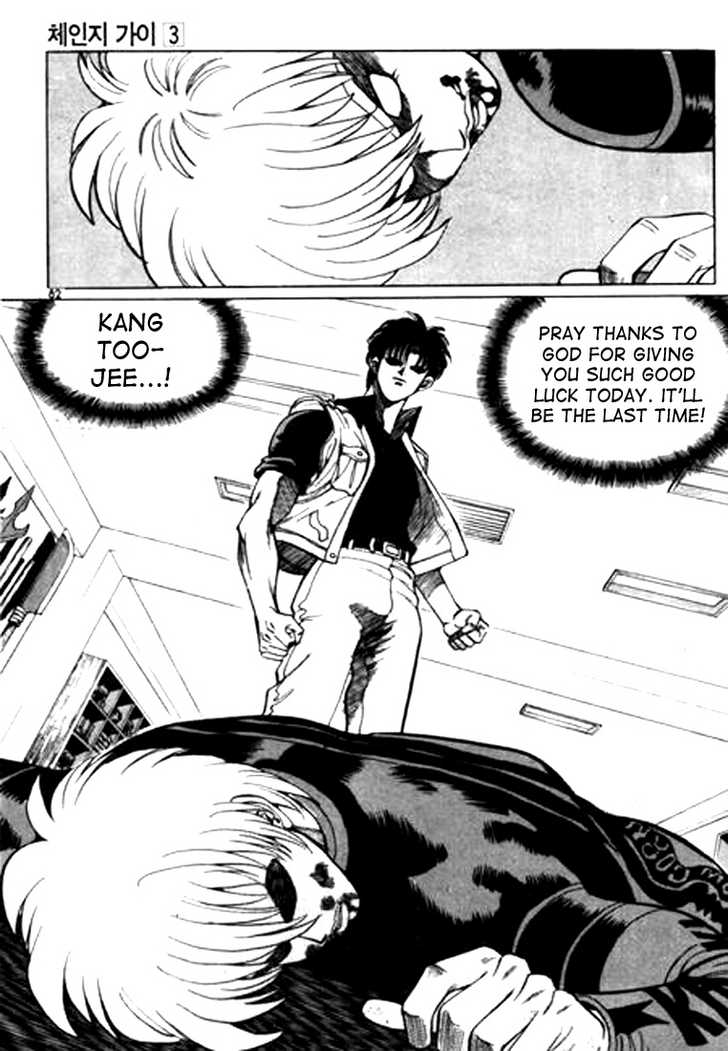 체인지 가이 3
82
KANG
TOO-
JEE...!
PRAY THANKS TO
GOD FOR GIVING
YOU SUCH GOOD
LUCK TODAY. IT'LL
BE THE LAST TIME!